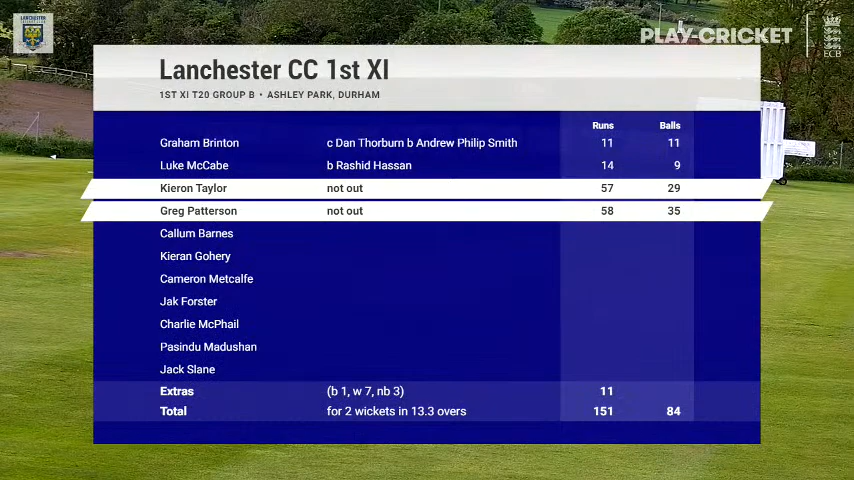 LANCHESTER
PLAY-CRICKET
ECB
Lanchester CC 1st XI
1ST XI T20 GROUP B • ASHLEY PARK, DURHAM
Runs Balls
Graham Brinton c Dan Thorburn b Andrew Philip Smith 11 11
Luke McCabe b Rashid Hassan 14 9
Kieron Taylor not out 57 29
Greg Patterson not out 58 35
Callum Barnes
Kieran Gohery
Cameron Metcalfe
Jak Forster
Charlie McPhail
Pasindu Madushan
Jack Slane
Extras (b 1, w 7, nb 3) 11
Total for 2 wickets in 13.3 overs 151 84